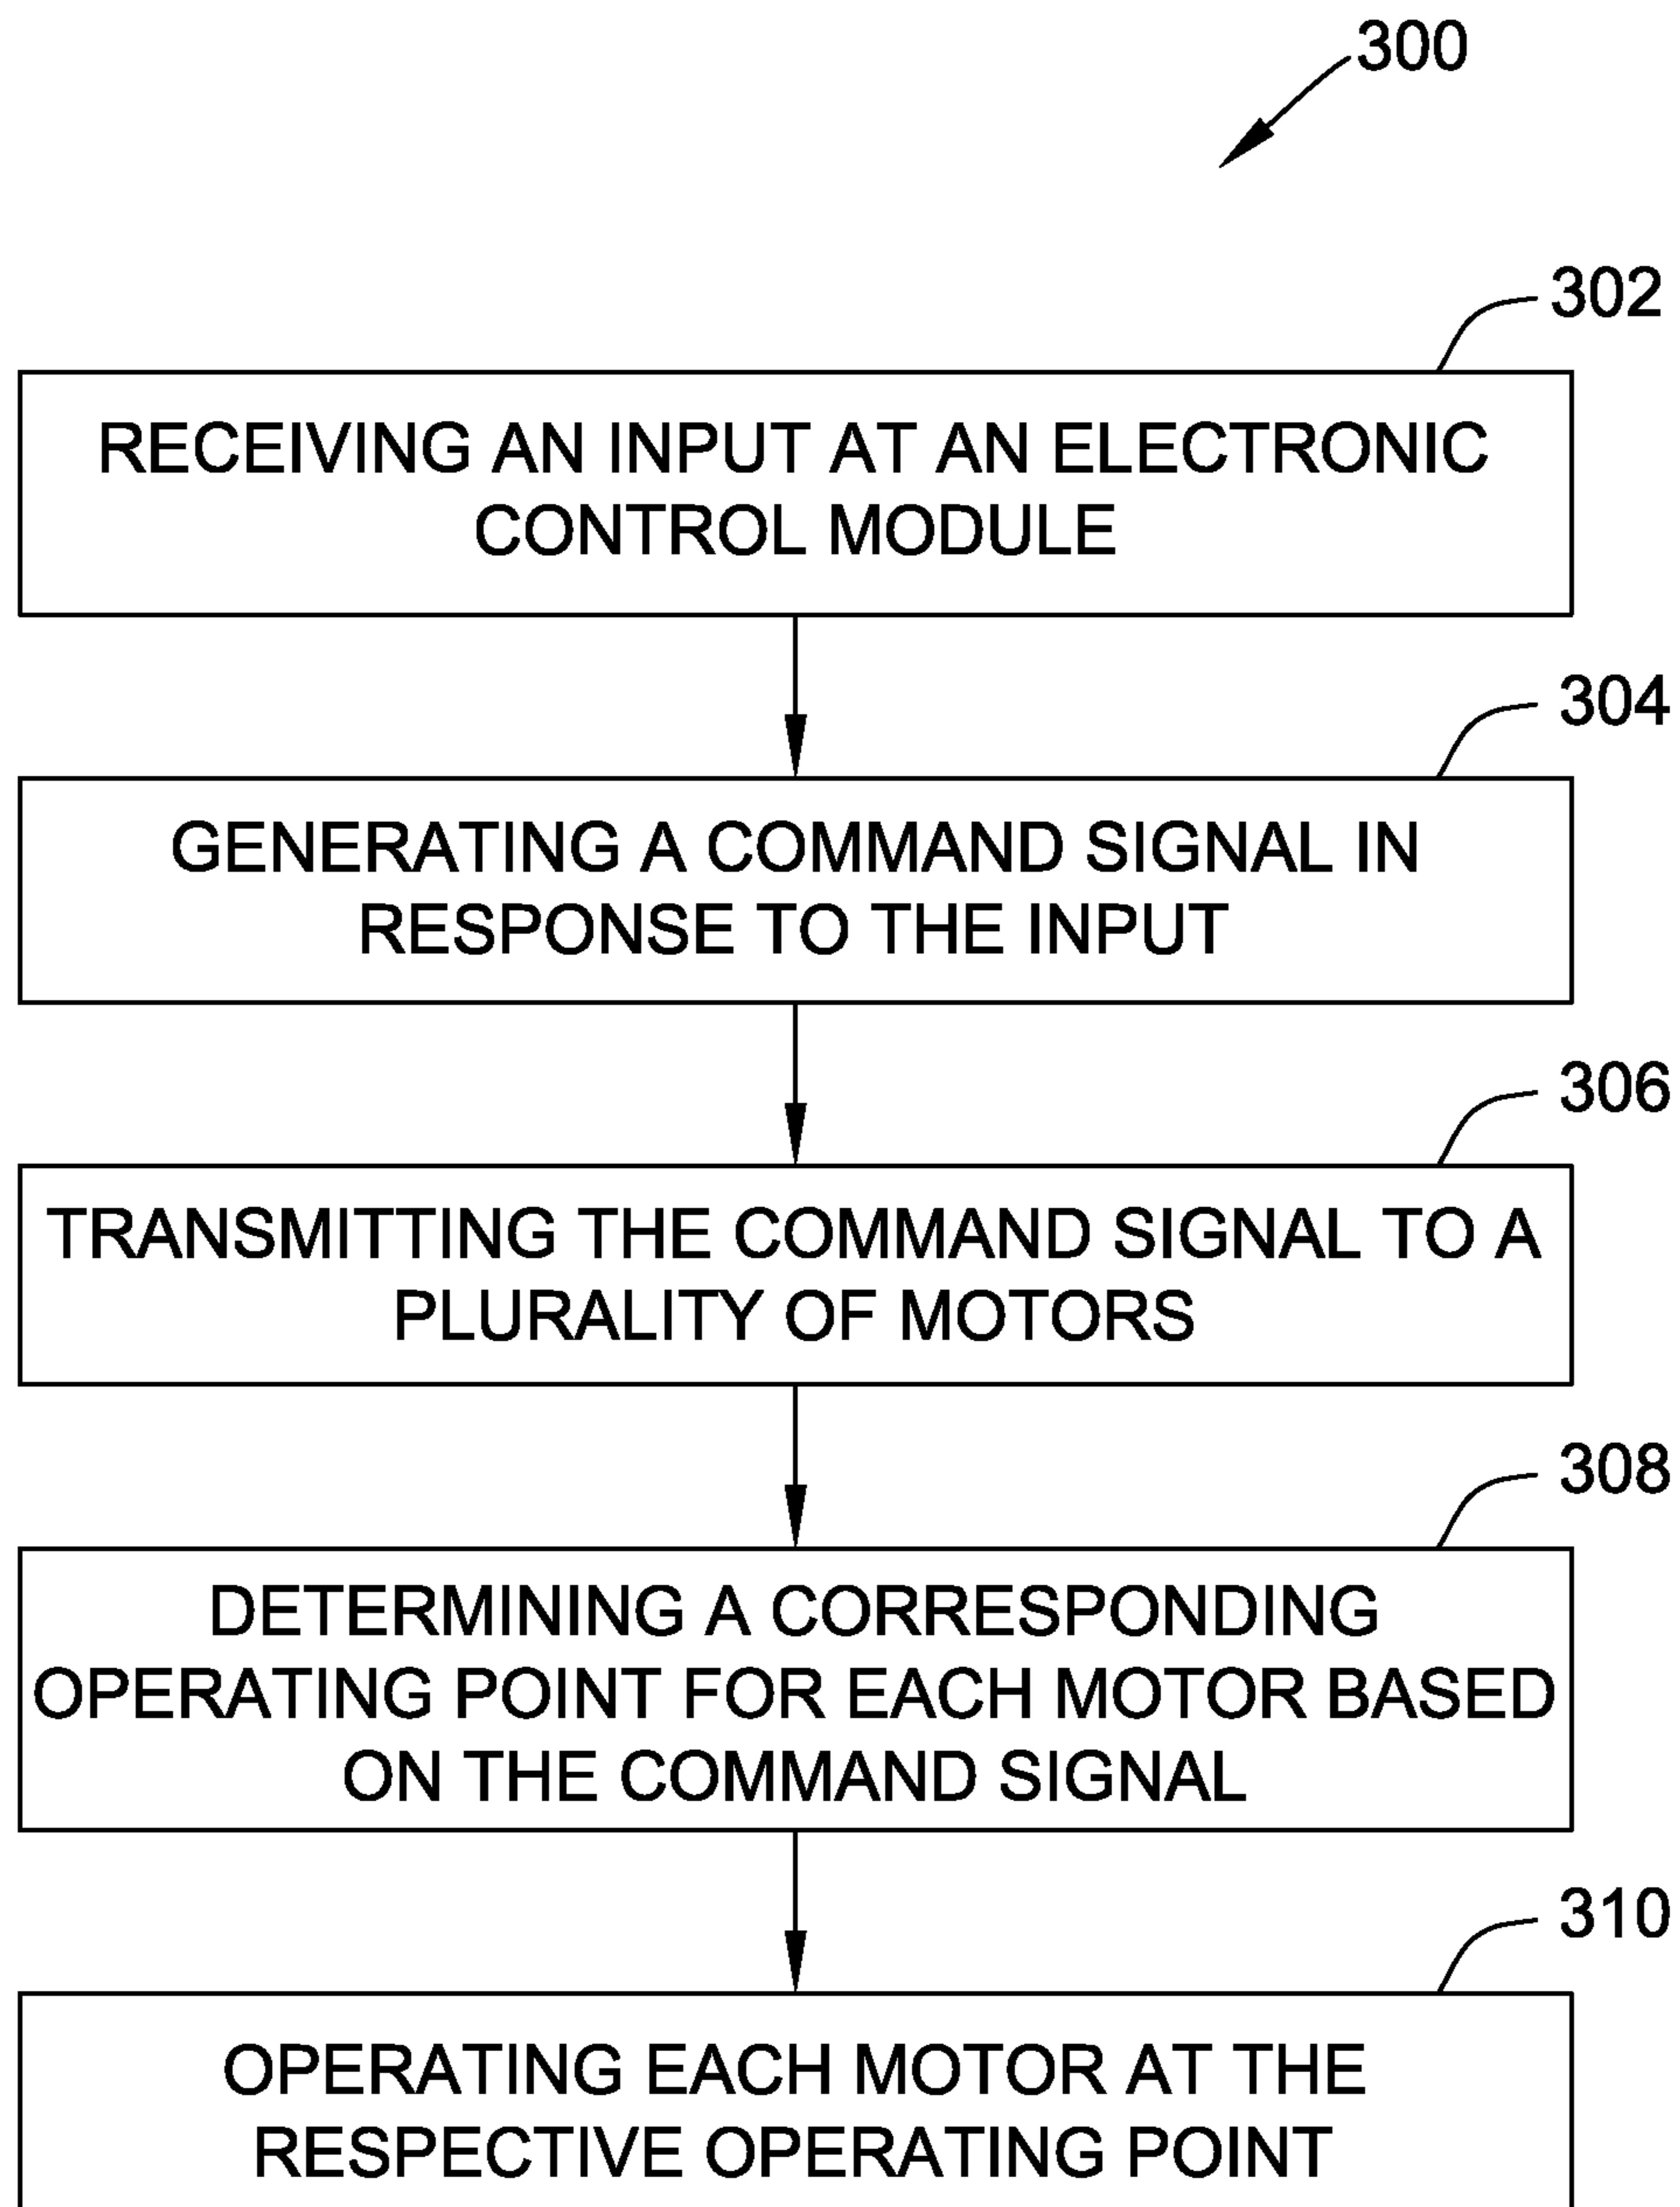 300
302
RECEIVING AN INPUT AT AN ELECTRONIC
CONTROL MODULE
304
GENERATING A COMMAND SIGNAL IN
RESPONSE TO THE INPUT
306
TRANSMITTING THE COMMAND SIGNAL TO A
PLURALITY OF MOTORS
308
DETERMINING A CORRESPONDING
OPERATING POINT FOR EACH MOTOR BASED
ON THE COMMAND SIGNAL
310
OPERATING EACH MOTOR AT THE
RESPECTIVE OPERATING POINT